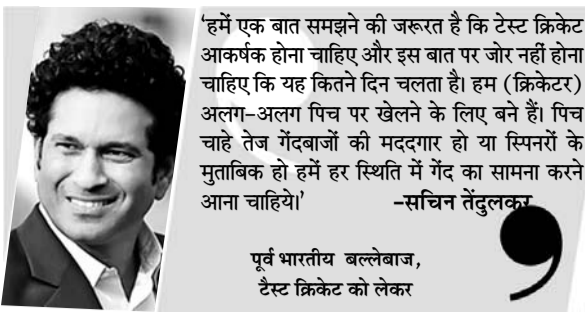 ‘हमें एक बात समझने की जरूरत है कि टेस्ट क्रिकेट
आकर्षक होना चाहिए और इस बात पर जोर नहीं होना
चाहिए कि यह कितने दिन चलता है। हम (क्रिकेटर)
अलग-अलग पिच पर खेलने के लिए बने हैं। पिच
चाहे तेज गेंदबाजों की मददगार हो या स्पिनरों के
मुताबिक हो हमें हर स्थिति में गेंद का सामना करने
आना चाहिये।’ -सचिन तेंदुलकर
पूर्व भारतीय बल्लेबाज,
टैस्ट क्रिकेट को लेकर